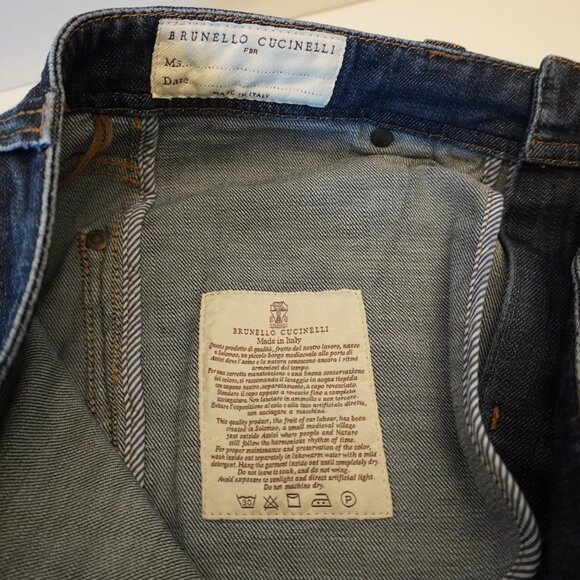 BRUNELLO CUCINELLI
FOR
Ms.
Date
MADE IN ITALY
BRUNELLO CUCINELLI
Made in Italy
Questo prodotto di qualità, frutto del nostro lavoro, nasce
a Solomeo, un piccolo borgo medioevale alle porte di
Assisi dove l'uomo e la natura conoscono ancora i ritmi
armoniosi del tempo.
Per una corretta manutenzione e una buona conservazione
del colore, si raccomanda il lavaggio in acqua tiepida
un sapone neutro, separatamente, a capo rovesciato.
Stendere il capo appeso a rovescio fino a completa
asciugatura. Non lasciare in ammollo e non strizzare.
Evitare l'esposizione al sole e alla luce artificiale diretta,
non asciugare a macchina
This quality product, the fruit of our labour, has been
created in Solomeo, a small medieval village
just outside Assisi where people and Nature
still follow the harmonious rhythm of time.
For proper maintenance and preservation of the color,
wash inside out separately in lukewarm water with a mild
detergent. Hang the garment inside out until completely dry.
Do not leave to soak, and do not wring.
Avoid exposure to sunlight and direct artificial light.
Do not machine dry.
30 P